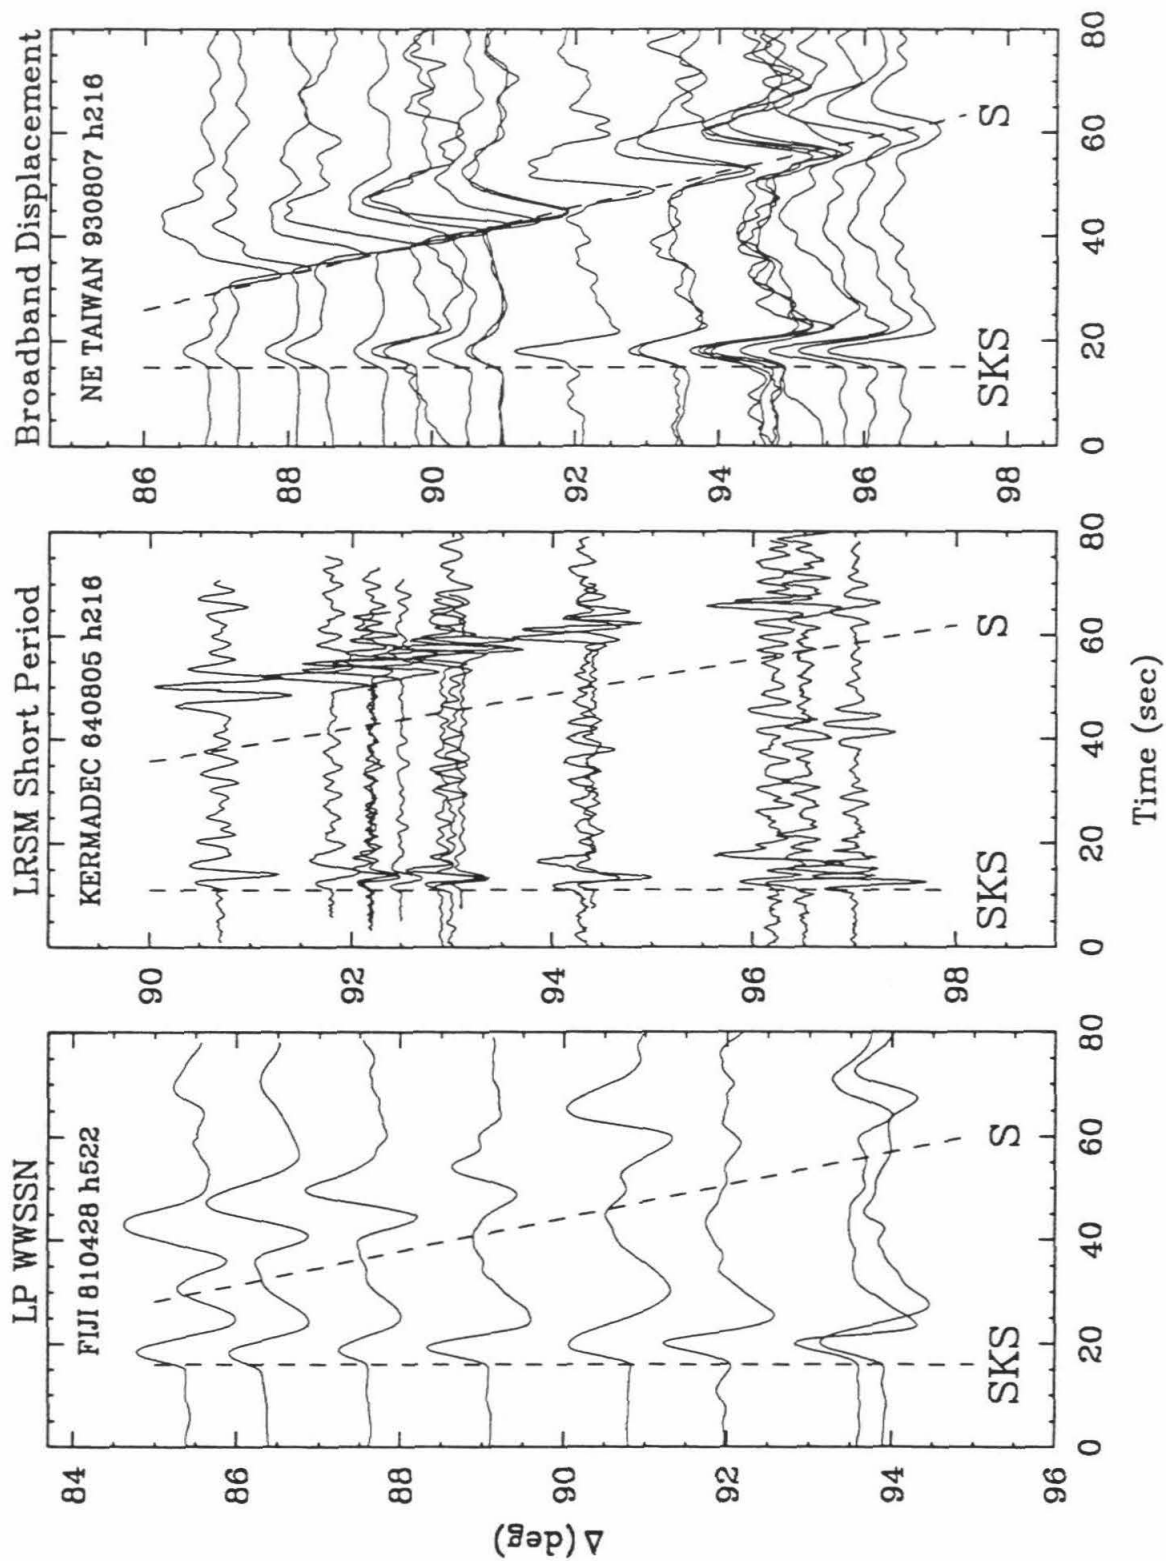 LP WWSSN
FIJI 810428 h522
SKS
S
84
86
88
90
92
94
96
0
20
40
60
80
Δ (deg)
LRSM Short Period
KERMADEC 640805 h216
SKS
S
90
92
94
96
98
0
20
40
60
80
Time (sec)
Broadband Displacement
NE TAIWAN 930807 h216
SKS
S
86
88
90
92
94
96
98
0
20
40
60
80